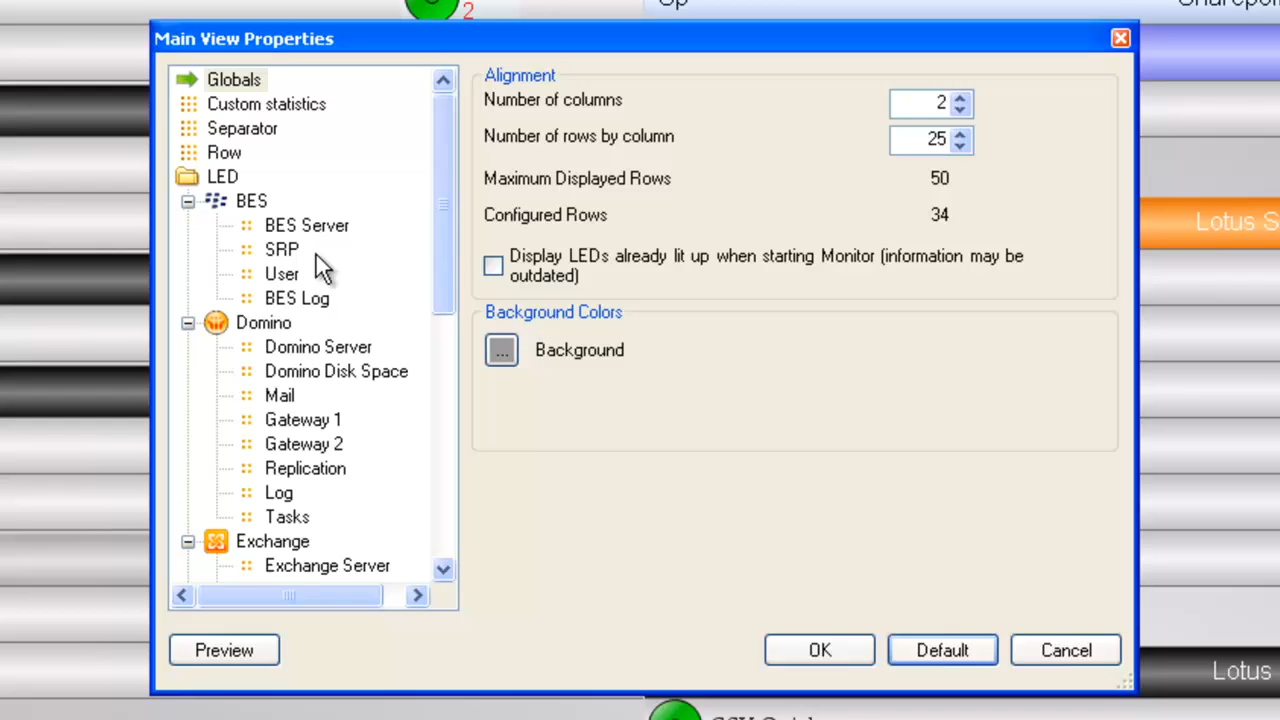 2
Main View Properties
Globals
Custom statistics
Separator
Row
LED
BES
BES Server
SRP
User
BES Log
Domino
Domino Server
Domino Disk Space
Mail
Gateway 1
Gateway 2
Replication
Log
Tasks
Exchange
Exchange Server
Alignment
Number of columns 2
Number of rows by column 25
Maximum Displayed Rows 50
Configured Rows 34
Display LEDs already lit up when starting Monitor (information may be
outdated)
Background Colors
... Background
Preview
OK
Default
Cancel
Lotus S
Lotus